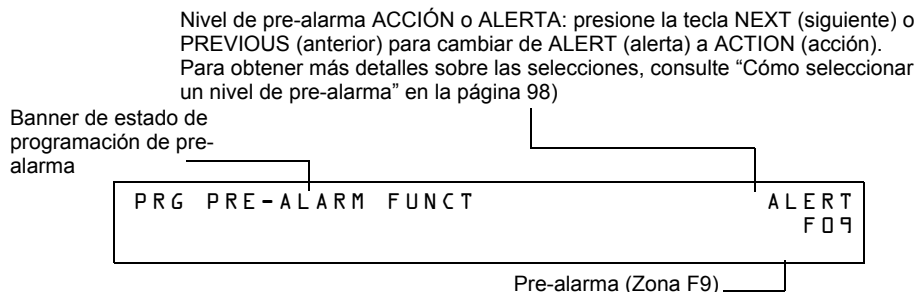 Nivel de pre-alarma ACCIÓN o ALERTA: presione la tecla NEXT (siguiente) o
PREVIOUS (anterior) para cambiar de ALERT (alerta) a ACTION (acción).
Para obtener más detalles sobre las selecciones, consulte “Cómo seleccionar
un nivel de pre-alarma” en la página 98)
Banner de estado de
programación de pre-
alarma
PRG PRE-ALARM FUNCT ALERT
F09
Pre-alarma (Zona F9)